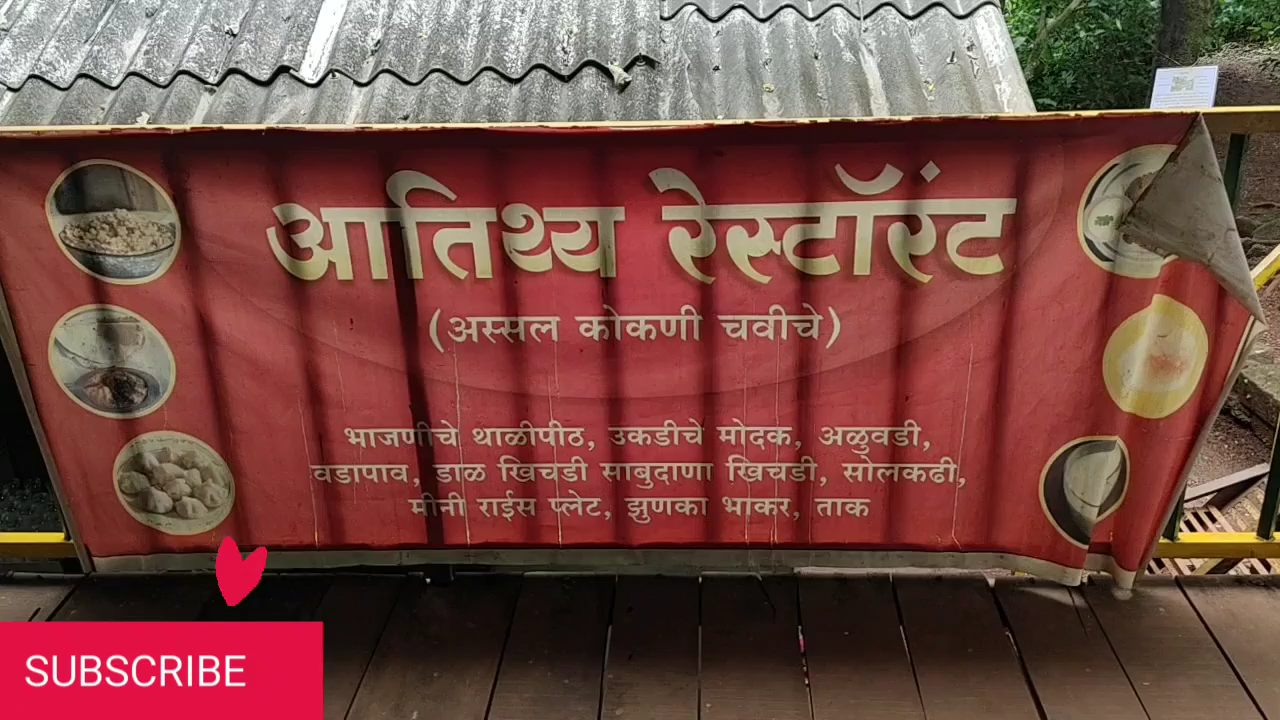 आतिथ्य रेस्टॉरंट
(अस्सल कोकणी चवीचे)
भाजणीचे थाळीपीठ, उकडीचे मोदक, अळुवडी,
वडापाव, डाळ खिचडी साबुदाणा खिचडी, सोलकढी,
मीनी राईस प्लेट, झुणका भाकर, ताक
SUBSCRIBE